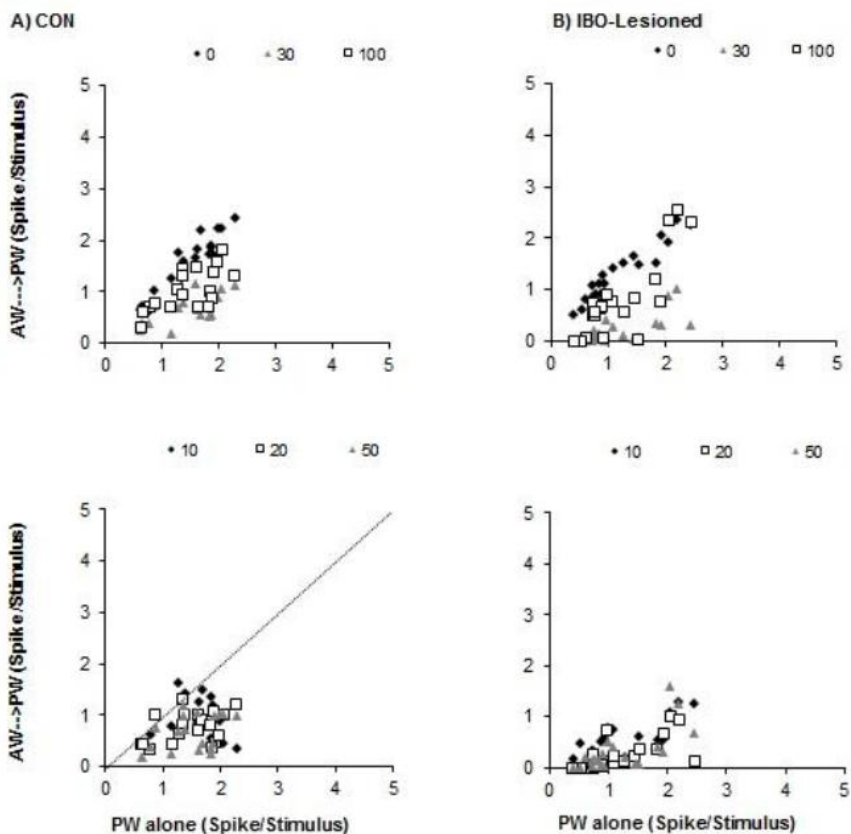 A) CON
B) IBO-Lesioned
0 30 100
0 30 100
AW--->PW (Spike/Stimulus)
5
4
3
2
1
0
0 1 2 3 4 5
5
4
3
2
1
0
0 1 2 3 4 5
10 20 50
10 20 50
AW-->PW (Spike/Stimulus)
5
4
3
2
1
0
0 1 2 3 4 5
PW alone (Spike/Stimulus)
5
4
3
2
1
0
0 1 2 3 4 5
PW alone (Spike/Stimulus)